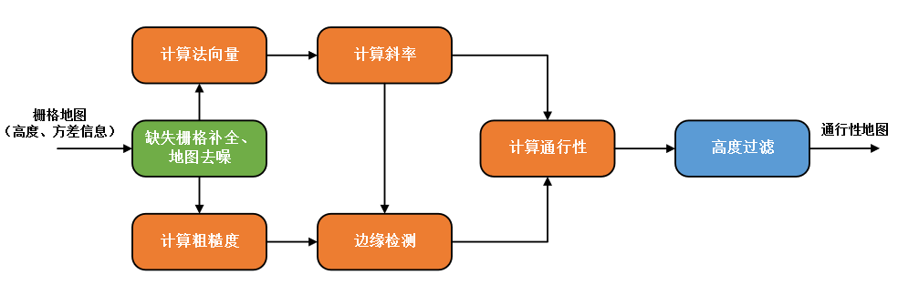 计算法向量
计算斜率
栅格地图
（高度、方差信息）
缺失栅格补全、
地图去噪
计算通行性
高度过滤
通行性地图
计算粗糙度
边缘检测